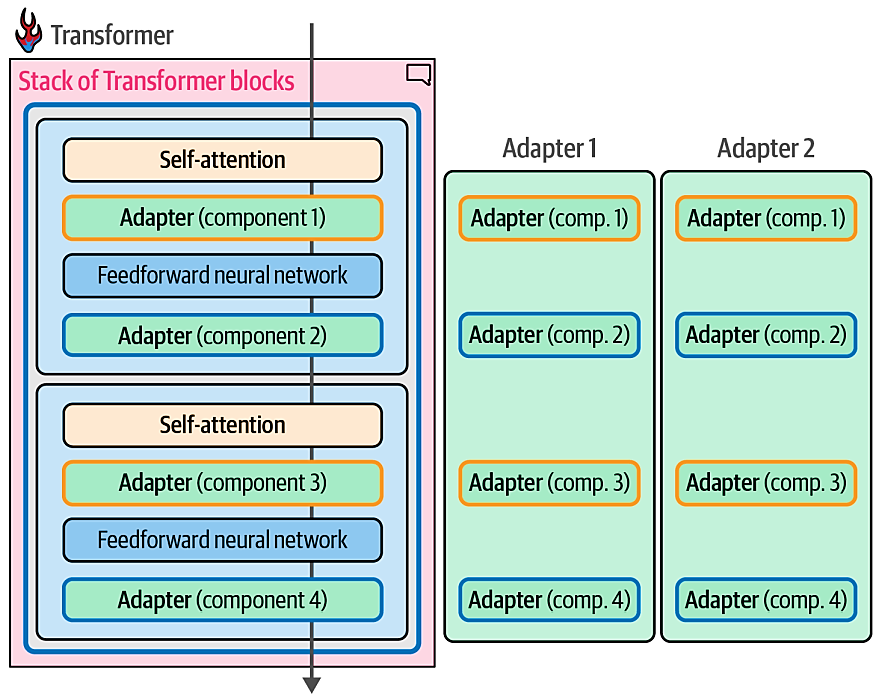 Transformer
Stack of Transformer blocks
Self-attention
Adapter (component 1)
Feedforward neural network
Adapter (component 2)
Self-attention
Adapter (component 3)
Feedforward neural network
Adapter (component 4)
Adapter 1
Adapter (comp. 1)
Adapter (comp. 2)
Adapter (comp. 3)
Adapter (comp. 4)
Adapter 2
Adapter (comp. 1)
Adapter (comp. 2)
Adapter (comp. 3)
Adapter (comp. 4)